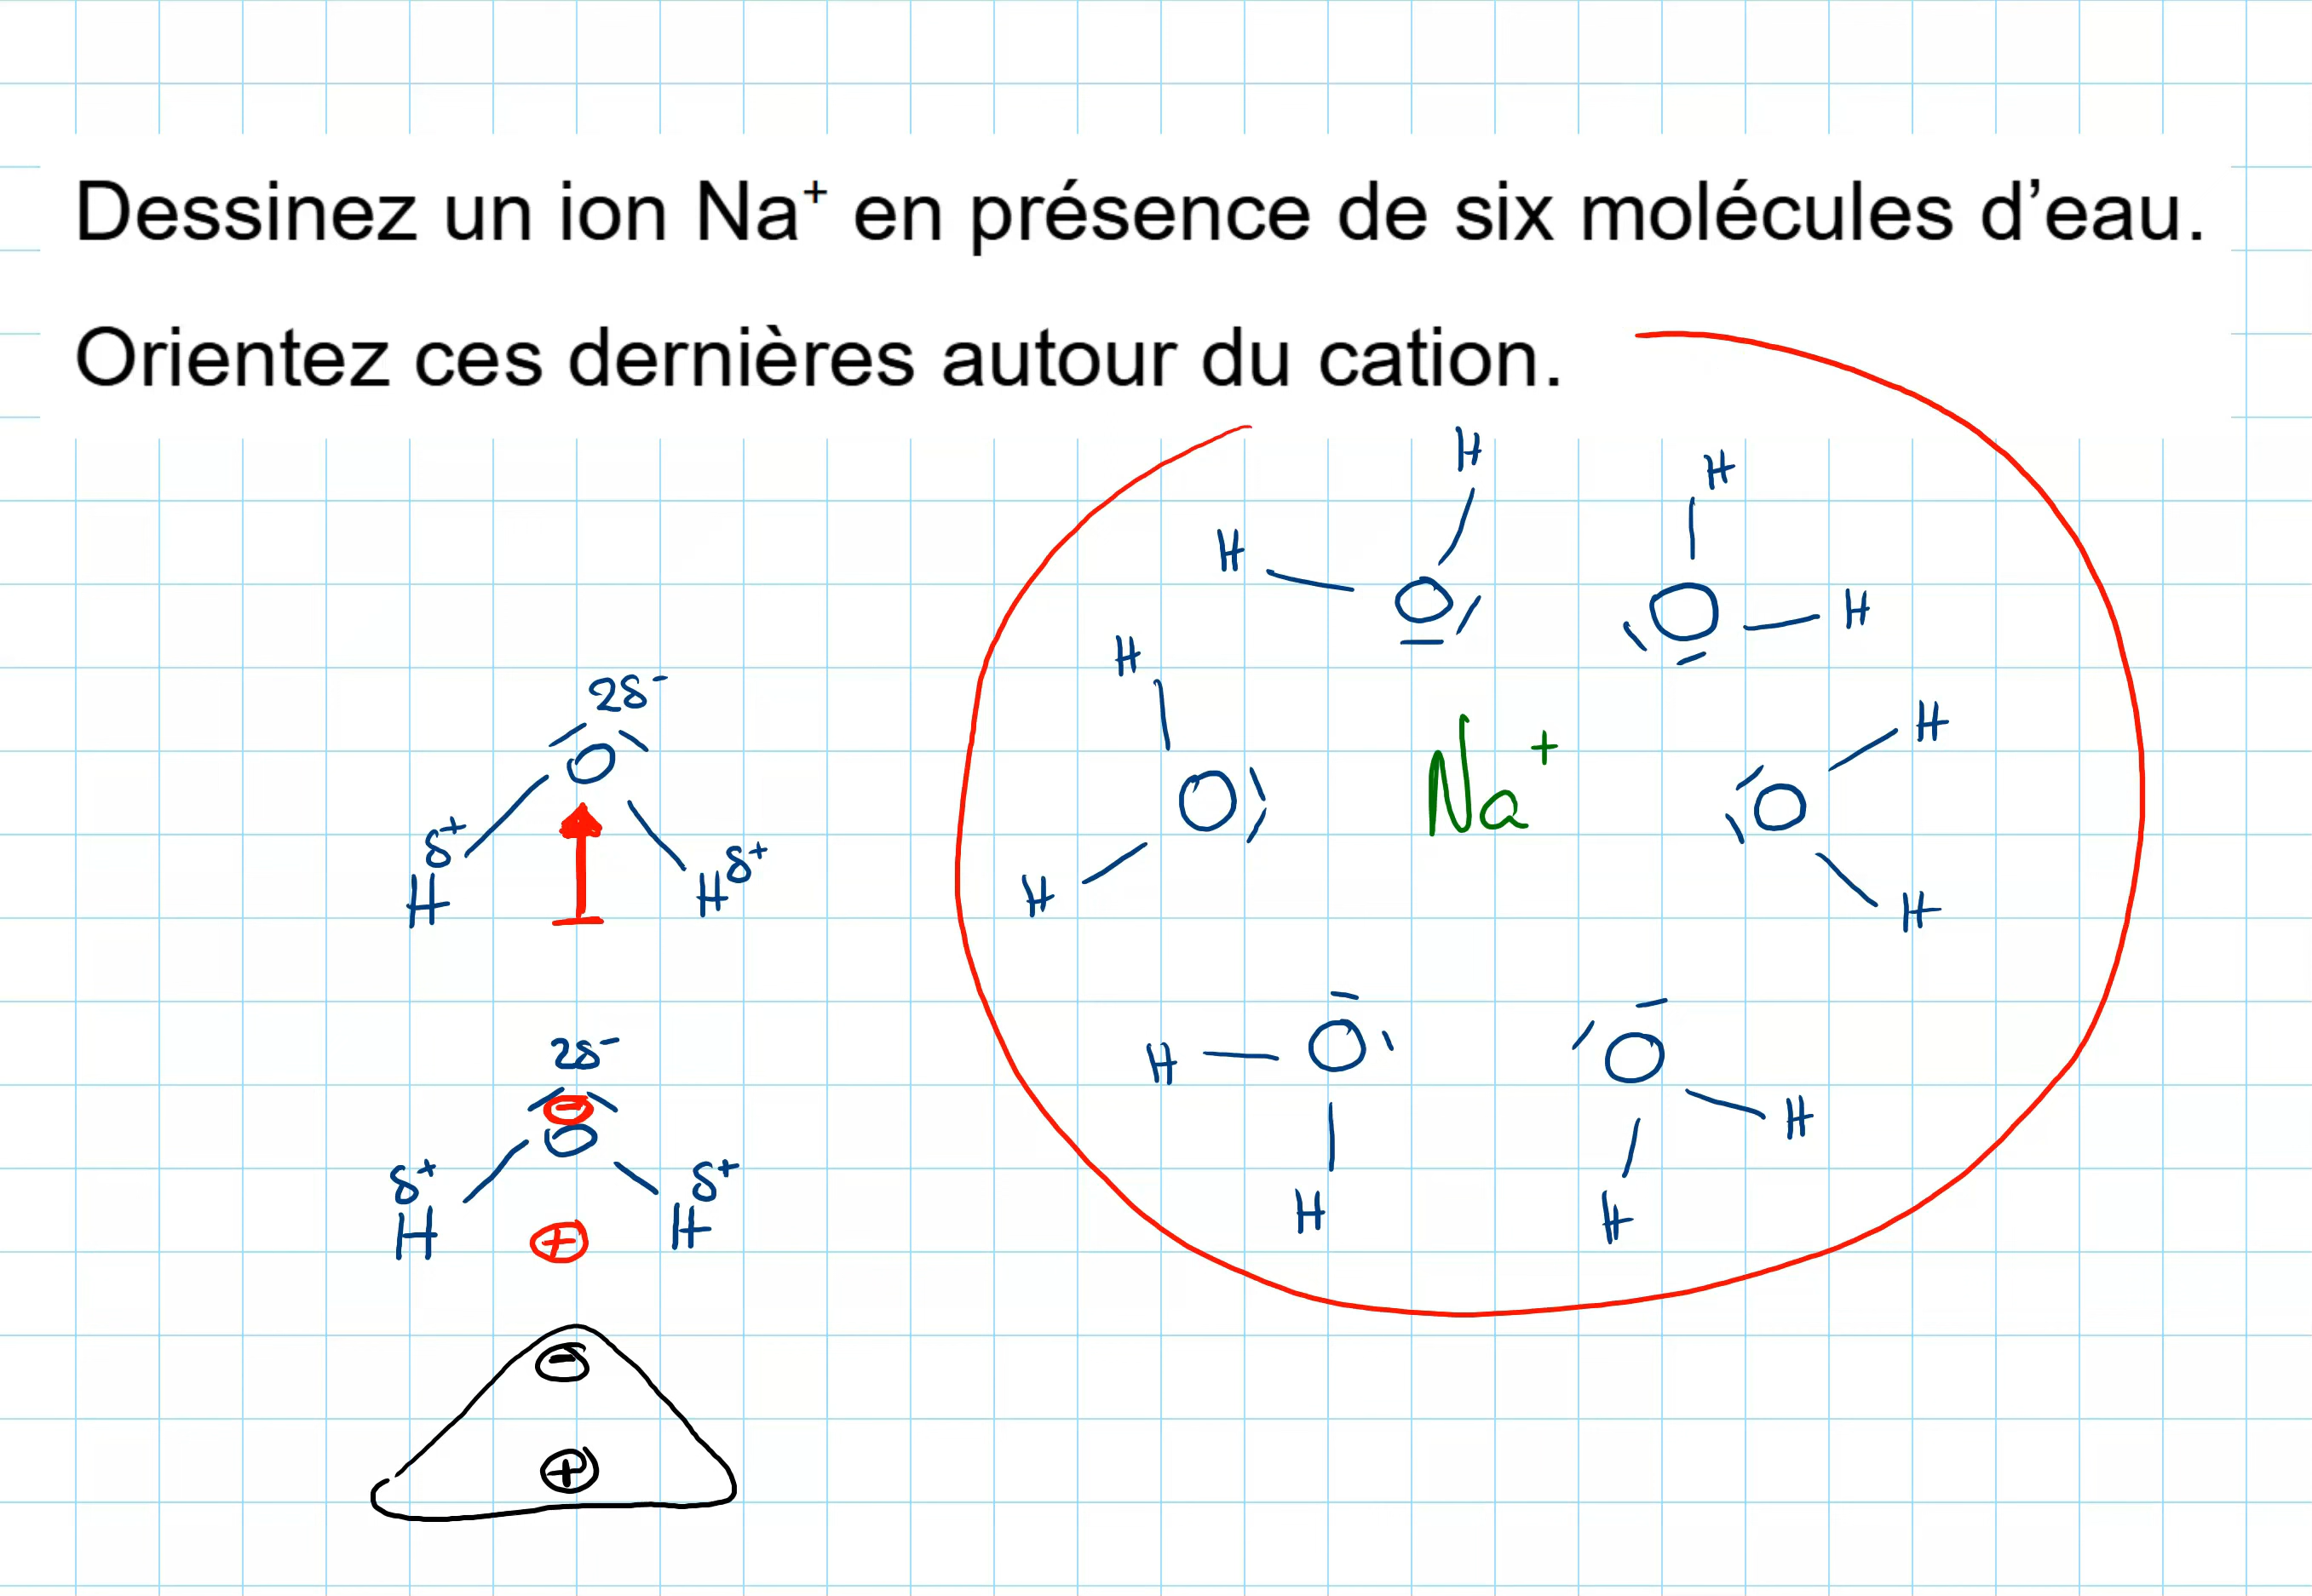 Dessinez un ion Na⁺ en présence de six molécules d’eau.
Orientez ces dernières autour du cation.
H
H
H
H
H
2δ⁻
O
δ⁺
H
H
δ⁺
O
O
O
Na⁺
O
H
H
H
H
O
O
H
H
H
2δ⁻
⊖
O
δ⁺
H
δ⁺
H
⊕
⊖
⊕